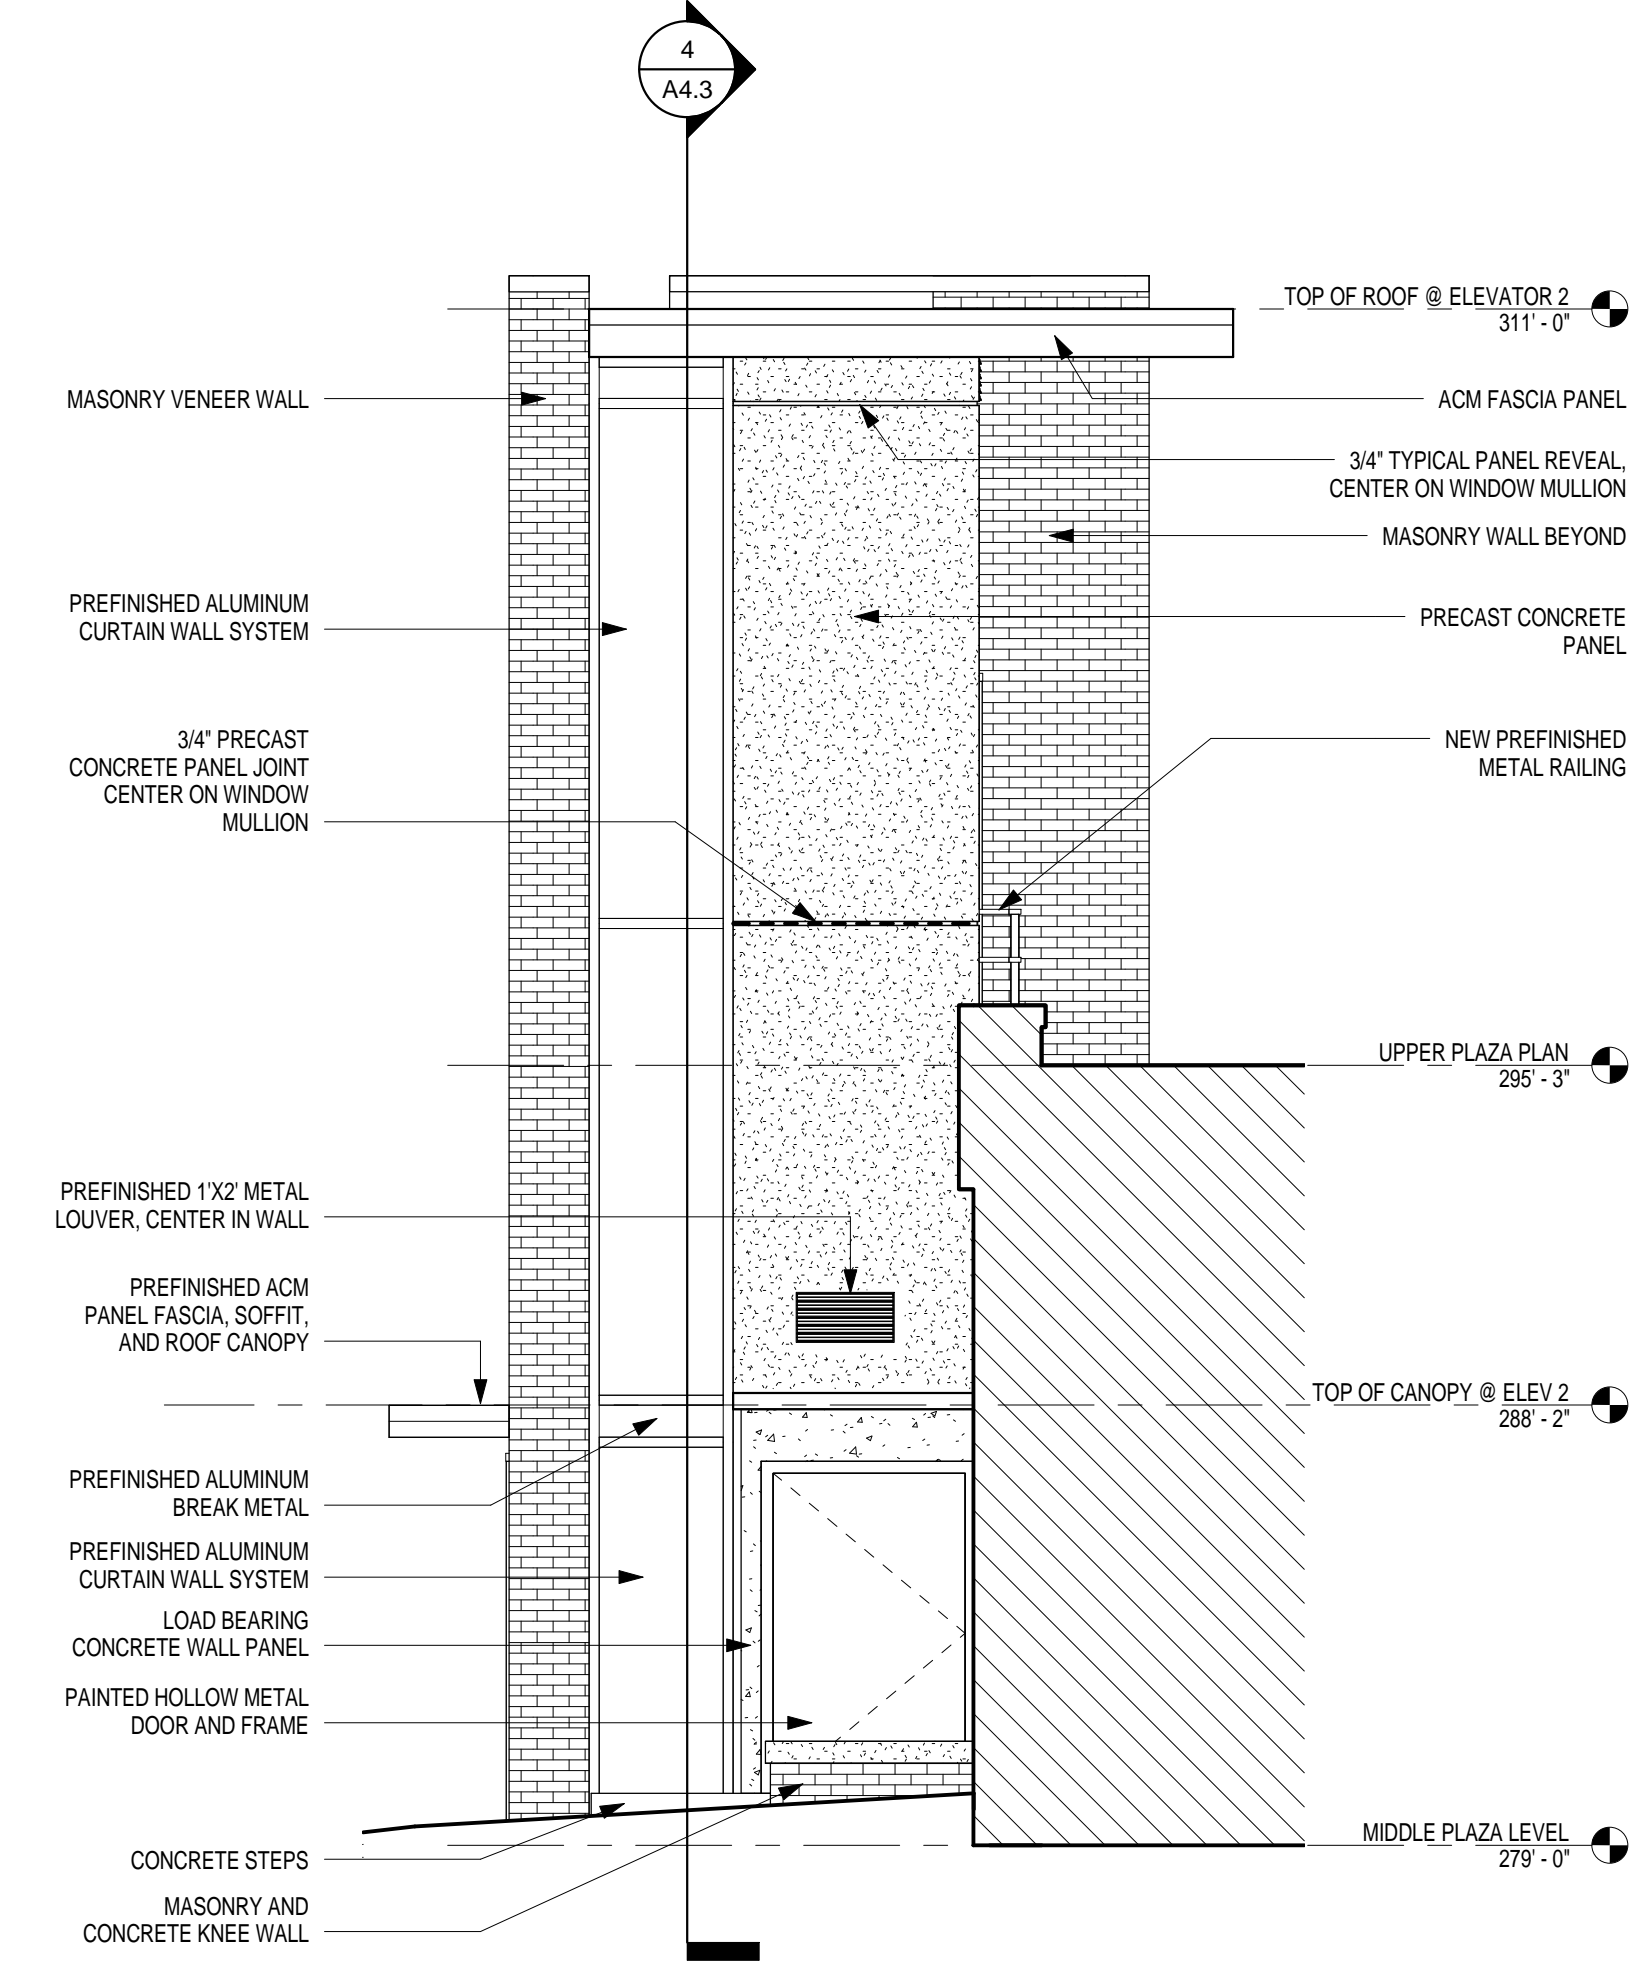 4
A4.3
TOP OF ROOF @ ELEVATOR 2
311' - 0"
MASONRY VENEER WALL
ACM FASCIA PANEL
3/4" TYPICAL PANEL REVEAL,
CENTER ON WINDOW MULLION
MASONRY WALL BEYOND
PREFINISHED ALUMINUM
CURTAIN WALL SYSTEM
PRECAST CONCRETE
PANEL
3/4" PRECAST
CONCRETE PANEL JOINT
CENTER ON WINDOW
MULLION
NEW PREFINISHED
METAL RAILING
UPPER PLAZA PLAN
295' - 3"
PREFINISHED 1'X2' METAL
LOUVER, CENTER IN WALL
PREFINISHED ACM
PANEL FASCIA, SOFFIT,
AND ROOF CANOPY
TOP OF CANOPY @ ELEV 2
288' - 2"
PREFINISHED ALUMINUM
BREAK METAL
PREFINISHED ALUMINUM
CURTAIN WALL SYSTEM
LOAD BEARING
CONCRETE WALL PANEL
PAINTED HOLLOW METAL
DOOR AND FRAME
MIDDLE PLAZA LEVEL
279' - 0"
CONCRETE STEPS
MASONRY AND
CONCRETE KNEE WALL